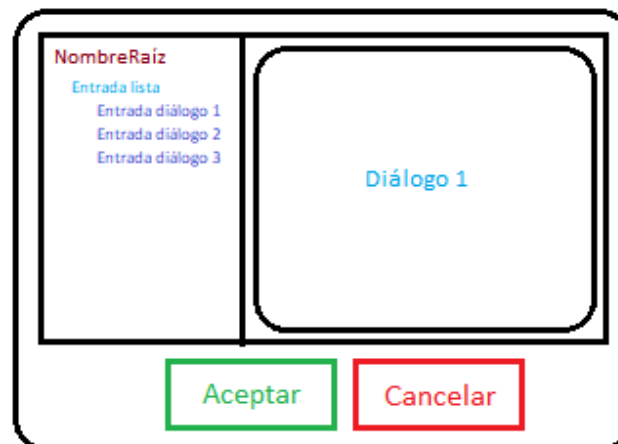 NombreRaíz
Entrada lista
Entrada diálogo 1
Entrada diálogo 2
Entrada diálogo 3
Diálogo 1
Aceptar
Cancelar